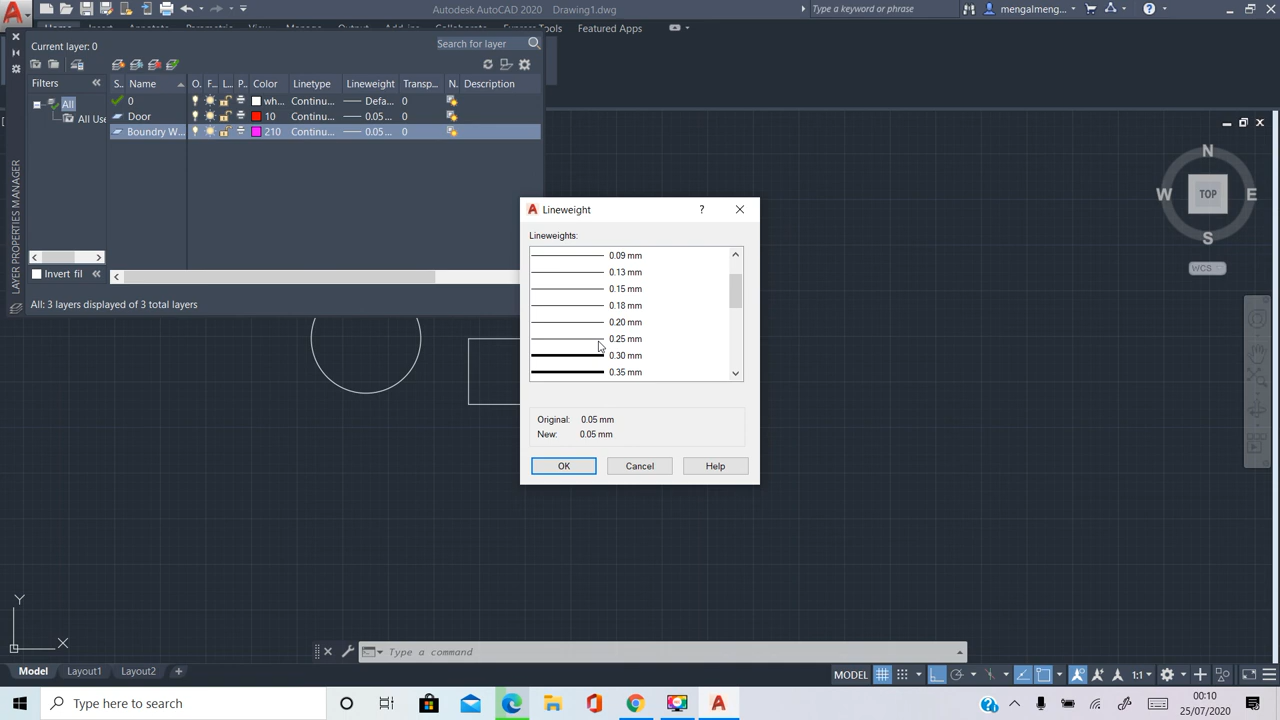 Autodesk AutoCAD 2020 Drawing1.dwg
Type a keyword or phrase
mengalmeng...
Express Tools
Featured Apps
Current layer: 0
Search for layer
Filters
S.. Name
O. F.. L.. P.. Color Linetype Lineweight Transp... N. Description
All
All Use
0 wh... Continu... Defa... 0
Door 10 Continu... 0.05 ... 0
Boundry W... 210 Continu... 0.05 ... 0
Invert fil
All: 3 layers displayed of 3 total layers
LAYER PROPERTIES MANAGER
Lineweight
?
Lineweights:
0.09 mm
0.13 mm
0.15 mm
0.18 mm
0.20 mm
0.25 mm
0.30 mm
0.35 mm
Original: 0.05 mm
New: 0.05 mm
OK Cancel Help
N
W TOP E
S
WCS
Y
X
Type a command
Model Layout1 Layout2 +
MODEL
1:1
Type here to search
00:10
25/07/2020